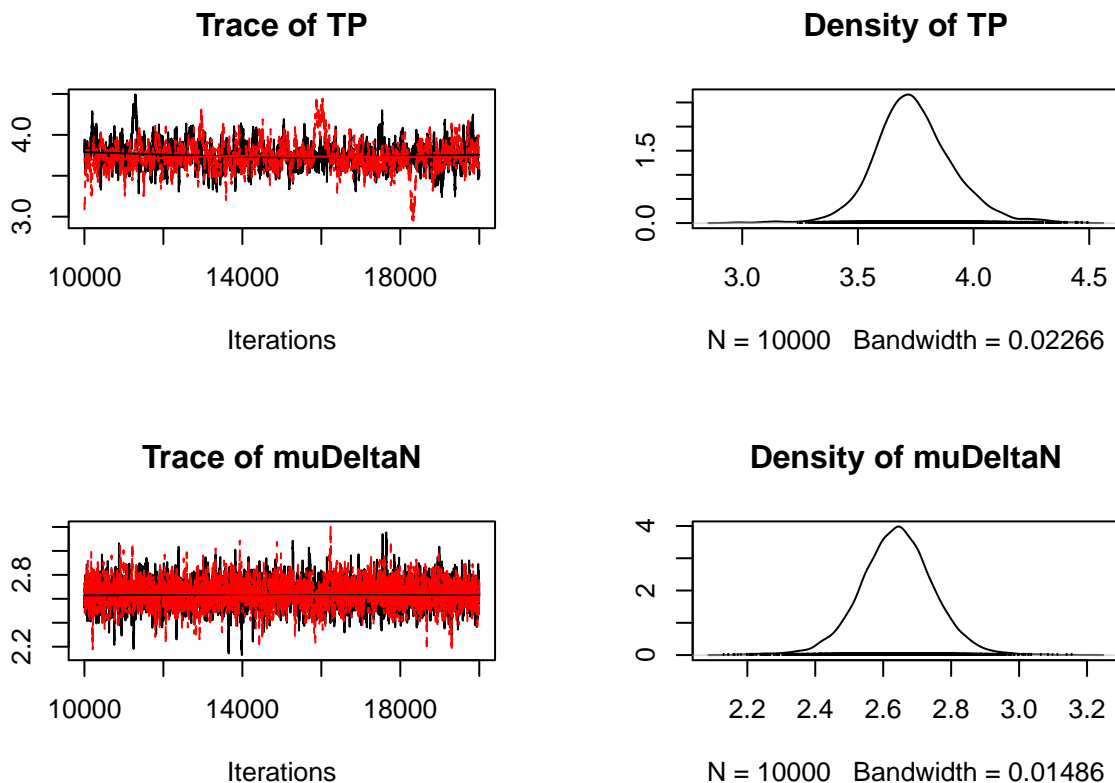 Trace of TP
3.0
4.0
10000 14000 18000
Iterations
Density of TP
0.0
1.5
3.0 3.5 4.0 4.5
N = 10000 Bandwidth = 0.02266
Trace of muDeltaN
2.2
2.8
10000 14000 18000
Iterations
Density of muDeltaN
0
2
4
2.2 2.4 2.6 2.8 3.0 3.2
N = 10000 Bandwidth = 0.01486